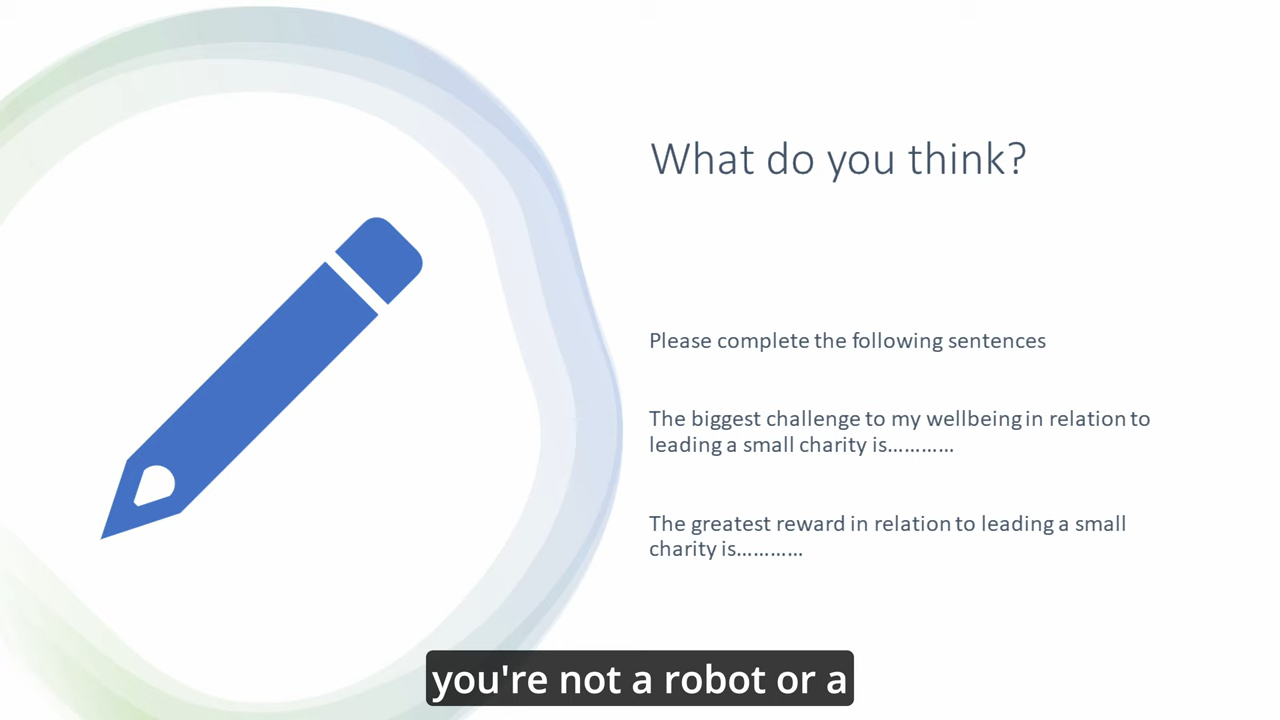 What do you think?
Please complete the following sentences
The biggest challenge to my wellbeing in relation to
leading a small charity is…………
The greatest reward in relation to leading a small
charity is…………
you're not a robot or a